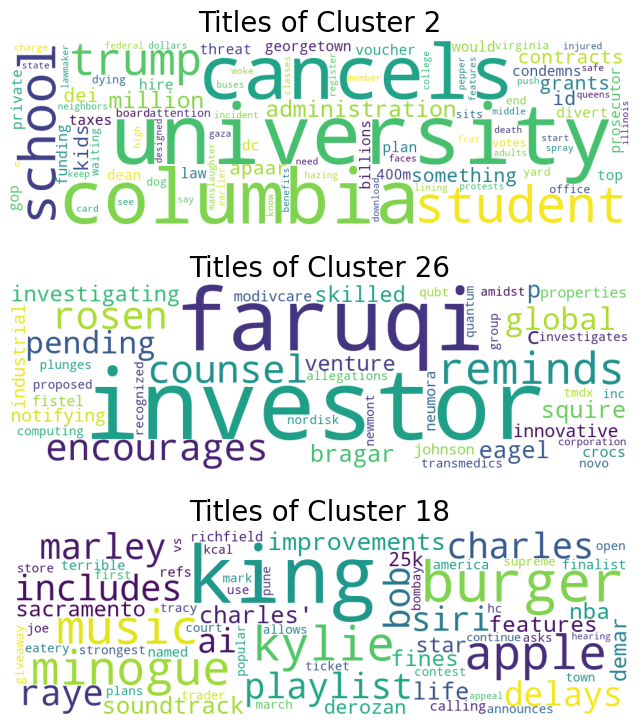 Titles of Cluster 2
charge federal dollars threat georgetown voucher would virginia injured
state lawmaker trump cancels contracts
private dei dying hire woke buses classes register college pepper features push condemns queens safe
school neighbors million boardattention incident administration member grants id divert prosecutor illinois
taxes high university sits end middle
funding kids waiting designed gaza dc plan votes death start
keep dean law apaar need billions faces adults spray
gop dog manslaughter earlier hazing 400m something frat yard top
card see say columbia know benefits download lining protests student office
Titles of Cluster 26
investigating modivcare skilled qubt amidst p properties
rosen faruqi quantum group global
industrial pending counsel venture reminds c investigates
plunges recognized allegations tmdx inc
proposed investor neumora squire
notifying fistel nordisk newmont innovative
computing encourages bragar johnson eagel corporation crocs
transmedics novo
Titles of Cluster 18
marley vs richfield improvements charles open
store kcal king 25k america supreme finalist
terrible first refs mark pune bob bombay burger
includes use siri hc nba
sacramento tracy charles' features
joe music court allows ai kylie star continue asks hearing demar
eatery strongest named popular fines apple
giveaway minogue ticket contest town
raye plans trader playlist life appeal delays
soundtrack march derozan calling announces